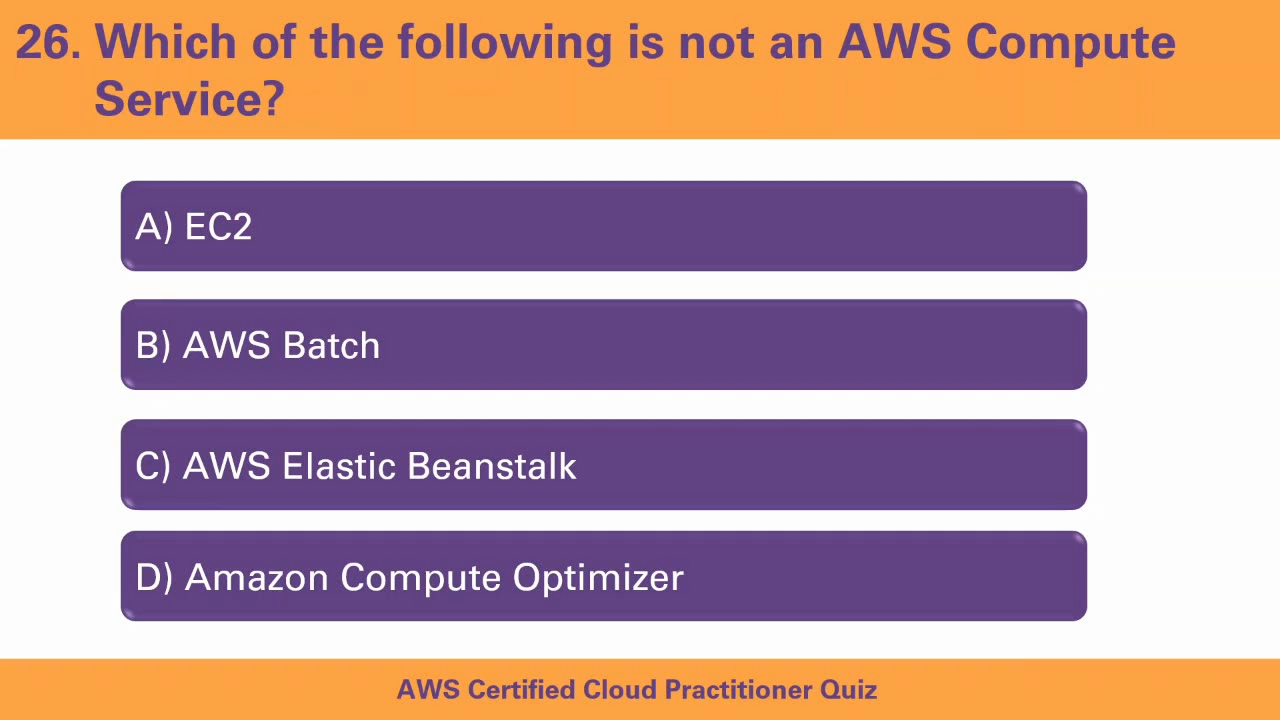 26. Which of the following is not an AWS Compute
Service?
A) EC2
B) AWS Batch
C) AWS Elastic Beanstalk
D) Amazon Compute Optimizer
AWS Certified Cloud Practitioner Quiz